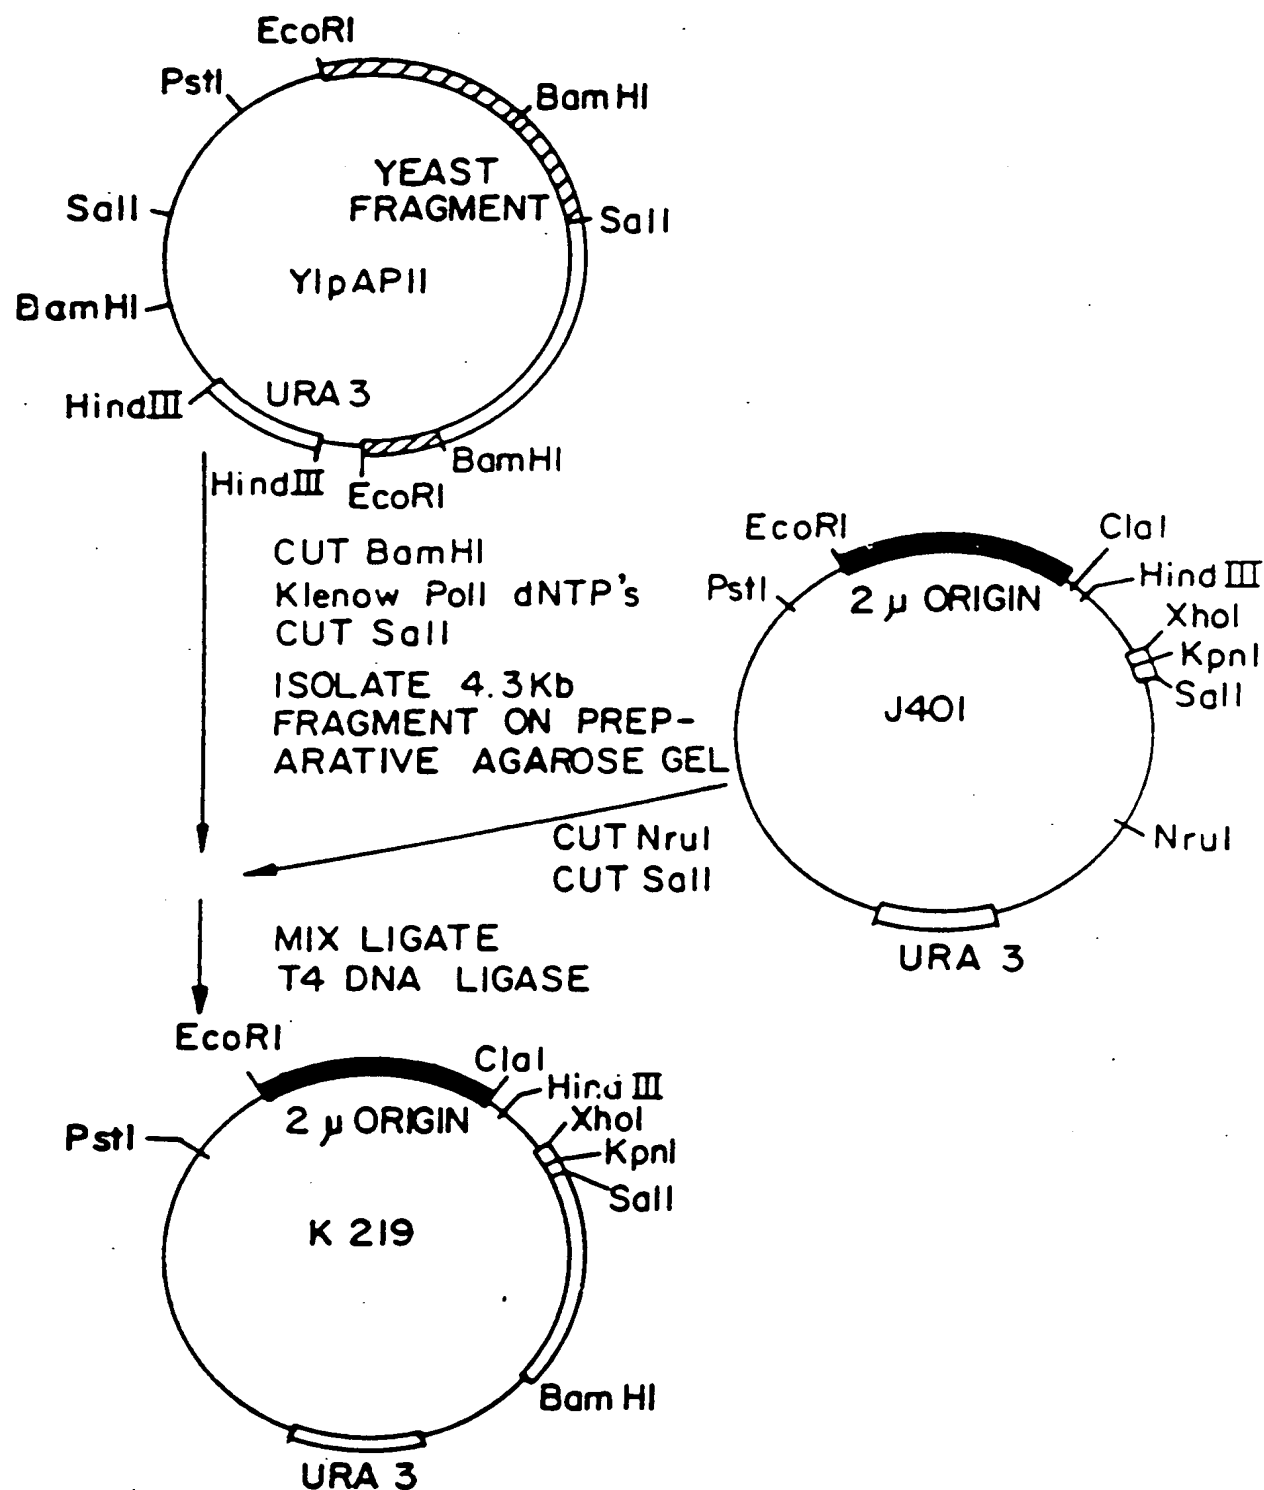 EcoRI
PstI
BamHI
YEAST
FRAGMENT
SalI
SalI
YIpAPII
BamHI
HindIII
URA 3
BamHI
HindIII
EcoRI
CUT BamHI
Klenow PolI dNTP's
CUT SalI
ISOLATE 4.3Kb
FRAGMENT ON PREP-
ARATIVE AGAROSE GEL
EcoRI
ClaI
PstI
2 μ ORIGIN
HindIII
XhoI
KpnI
SalI
J401
NruI
URA 3
CUT NruI
CUT SalI
MIX LIGATE
T4 DNA LIGASE
EcoRI
ClaI
HindIII
2 μ ORIGIN
XhoI
PstI
KpnI
SalI
K 219
BamHI
URA 3